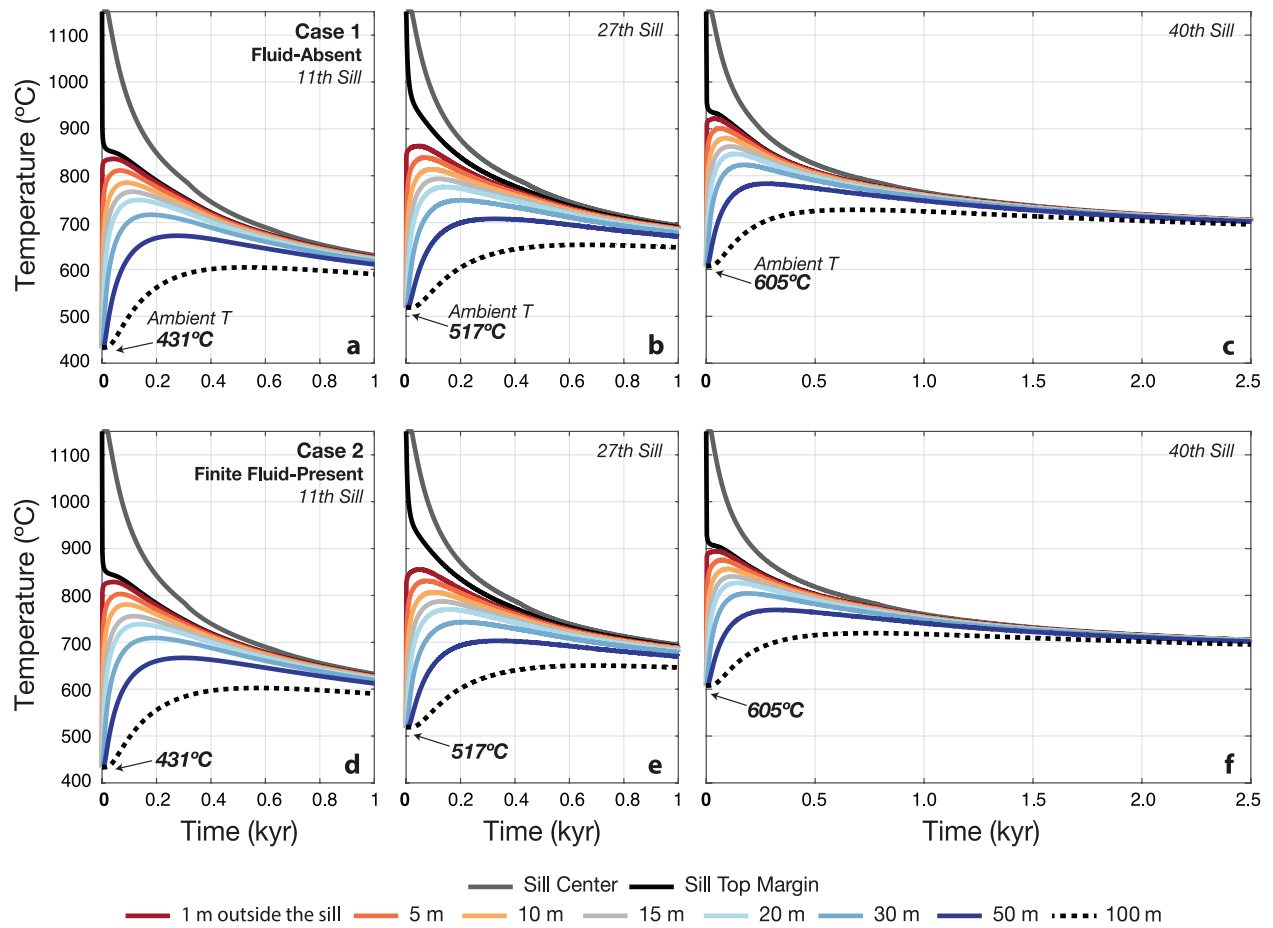 Case 1
Fluid-Absent
11th Sill
27th Sill
40th Sill
Temperature (ºC)
1100
1000
900
800
700
600
500
400
Ambient T
431ºC
a
Ambient T
517ºC
b
Ambient T
605ºC
c
0 0.2 0.4 0.6 0.8 1
0 0.2 0.4 0.6 0.8 1
0 0.5 1.0 1.5 2.0 2.5
Case 2
Finite Fluid-Present
11th Sill
27th Sill
40th Sill
Temperature (ºC)
1100
1000
900
800
700
600
500
400
431ºC
d
517ºC
e
605ºC
f
0 0.2 0.4 0.6 0.8 1
0 0.2 0.4 0.6 0.8 1
0 0.5 1.0 1.5 2.0 2.5
Time (kyr)
Time (kyr)
Time (kyr)
Sill Center Sill Top Margin
1 m outside the sill 5 m 10 m 15 m 20 m 30 m 50 m 100 m